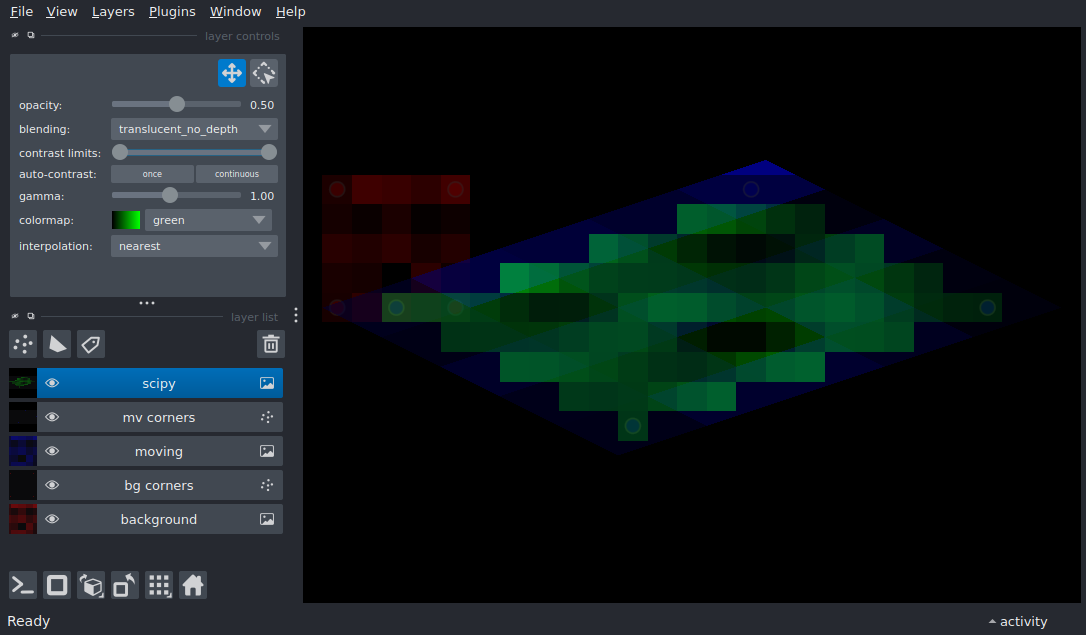 File View Layers Plugins Window Help
layer controls
opacity: 0.50
blending: translucent_no_depth
contrast limits:
auto-contrast: once continuous
gamma: 1.00
colormap: green
interpolation: nearest
layer list
scipy
mv corners
moving
bg corners
background
Ready activity